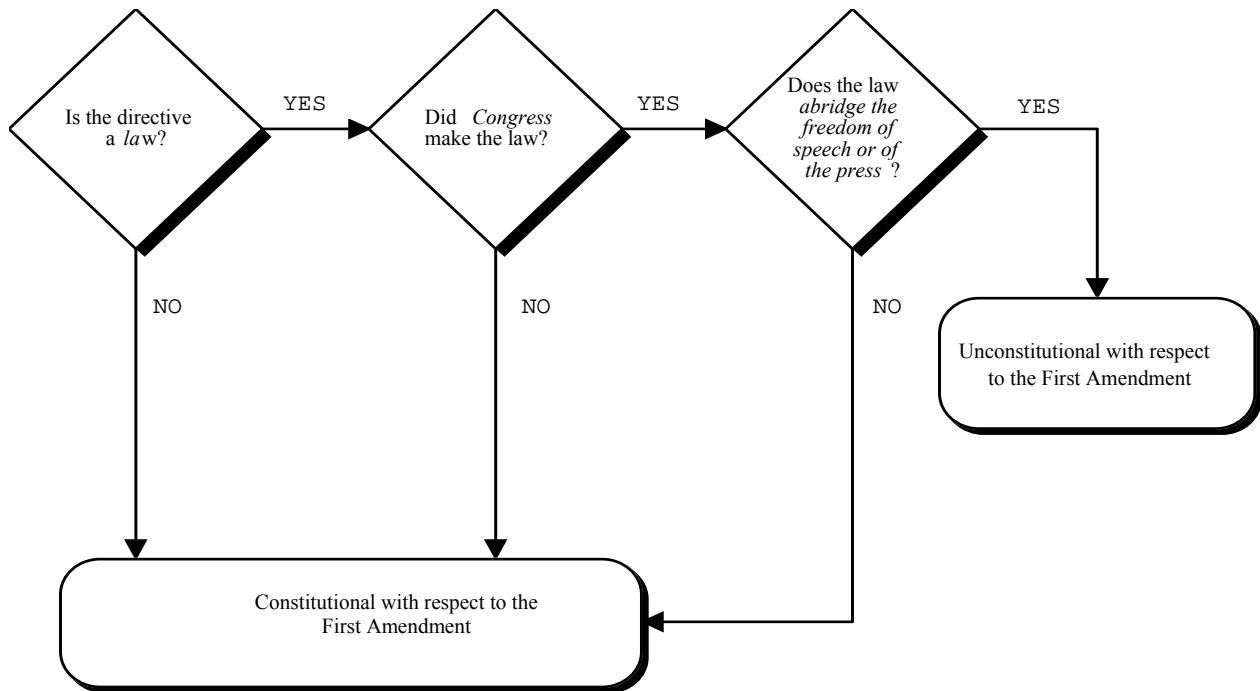 Is the directive
a law?
YES
Did Congress
make the law?
YES
Does the law
abridge the
freedom of
speech or of
the press ?
YES
NO
NO
NO
Unconstitutional with respect
to the First Amendment
Constitutional with respect to the
First Amendment